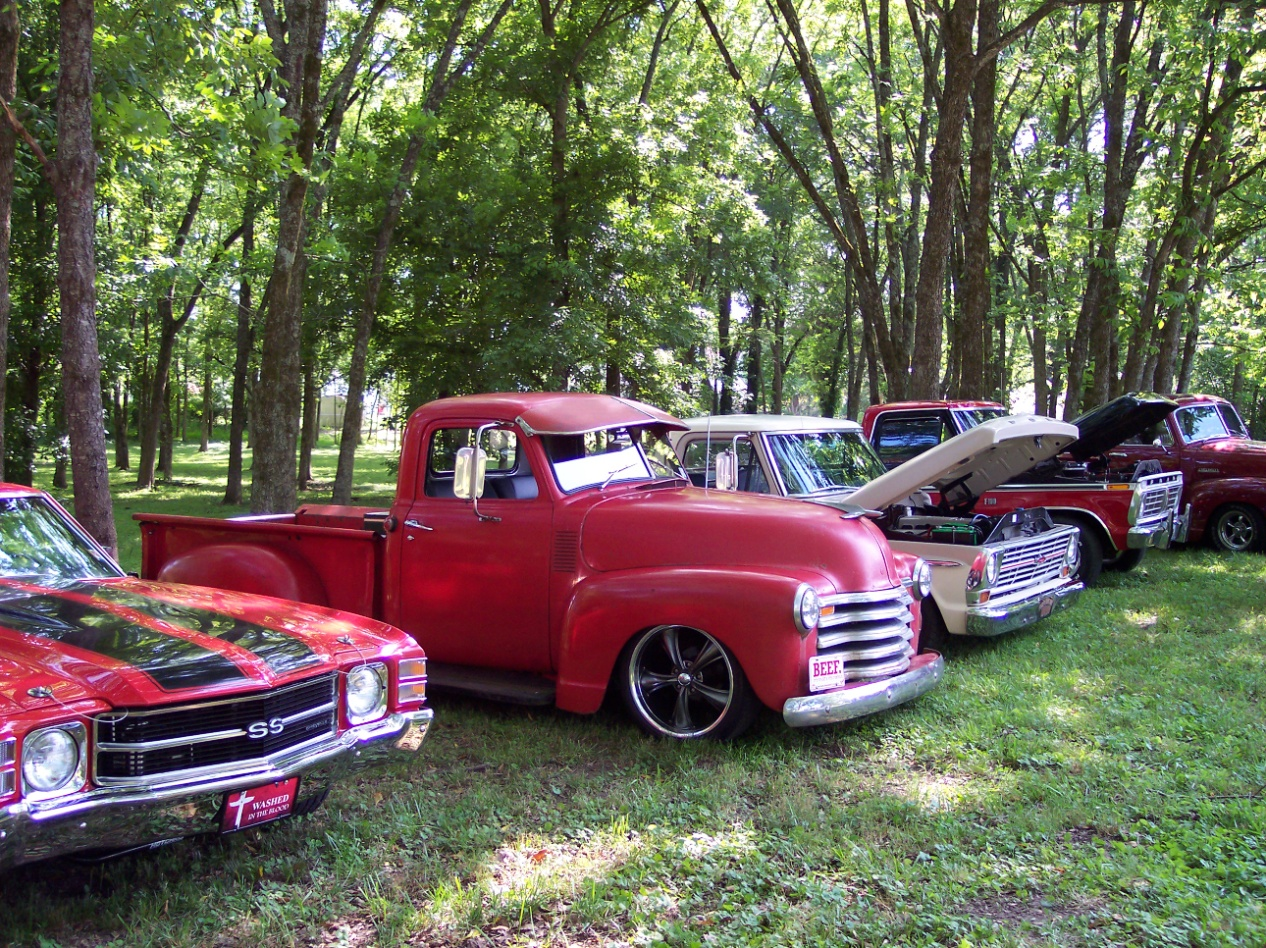 SS
WASHED
IN THE BLOOD
BEEF.